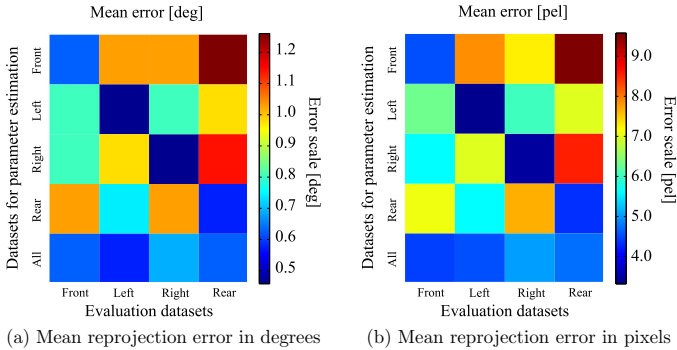 Mean error [deg]
Front
Left
Right
Rear
All
Datasets for parameter estimation
Front Left Right Rear
Evaluation datasets
1.2
1.1
1.0
0.9
0.8
0.7
0.6
0.5
Error scale [deg]
(a) Mean reprojection error in degrees
Mean error [pel]
Front
Left
Right
Rear
All
Datasets for parameter estimation
Front Left Right Rear
Evaluation datasets
9.0
8.0
7.0
6.0
5.0
4.0
Error scale [pel]
(b) Mean reprojection error in pixels